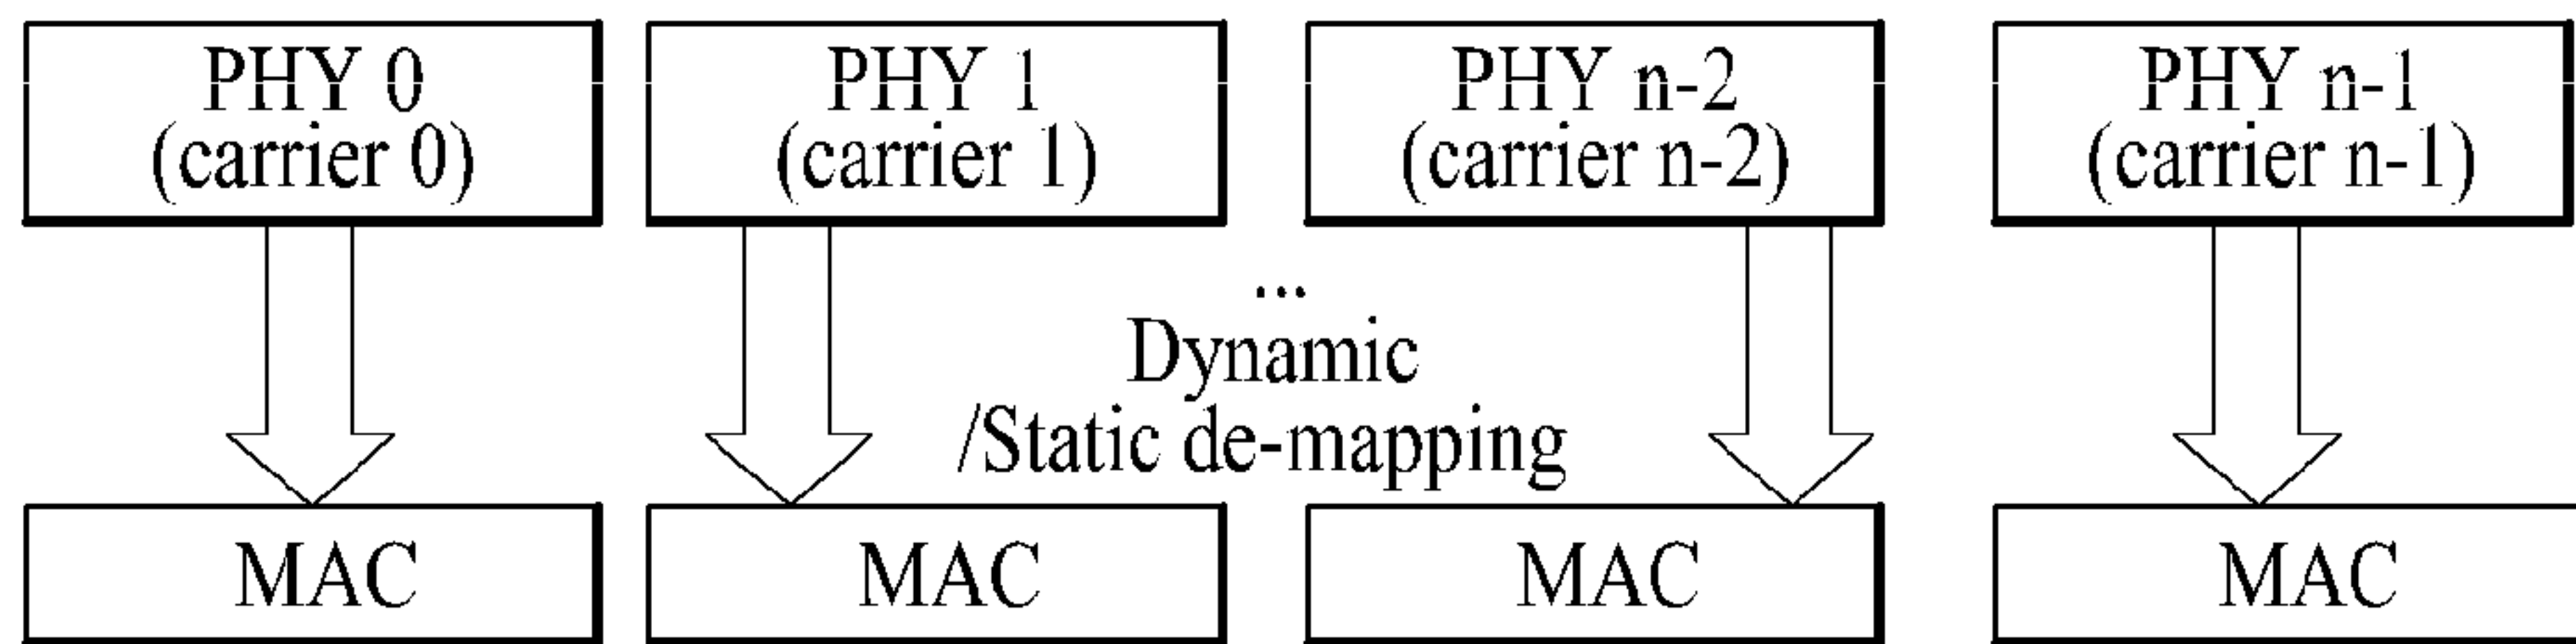 PHY 0
(carrier 0)
PHY 1
(carrier 1)
PHY n-2
(carrier n-2)
PHY n-1
(carrier n-1)
...
Dynamic
/Static de-mapping
MAC
MAC
MAC
MAC